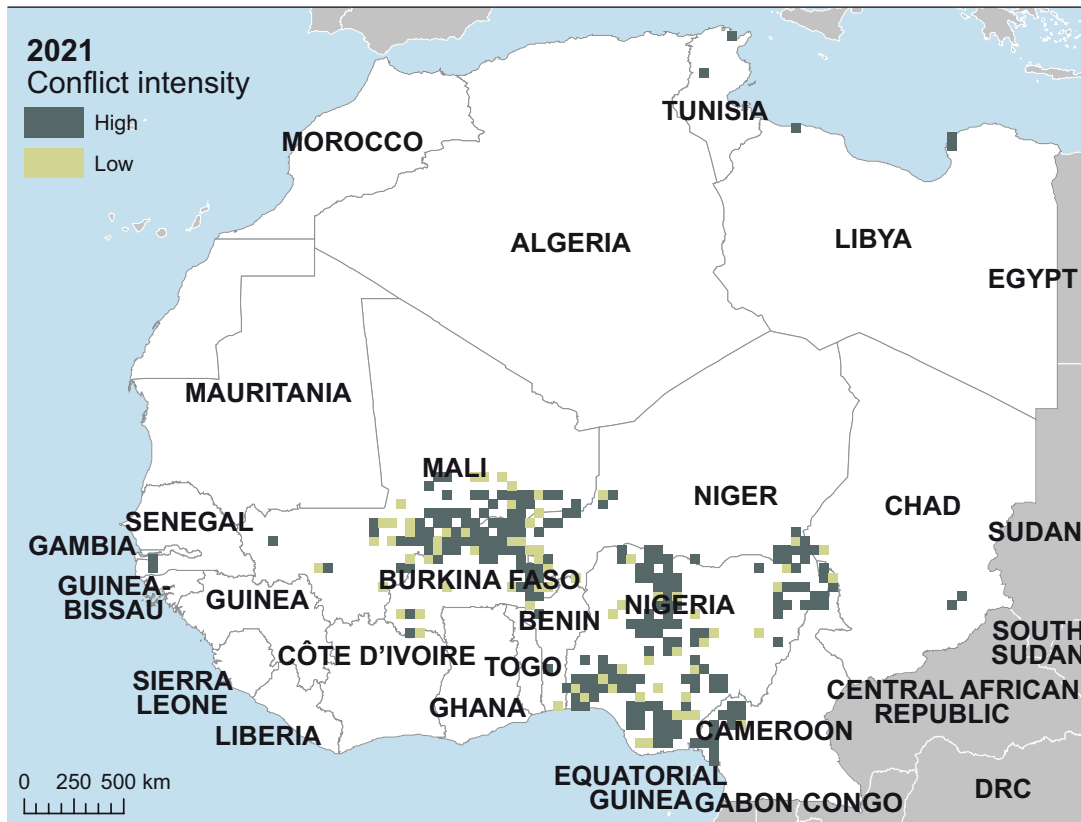 2021
Conflict intensity
High
Low
TUNISIA
MOROCCO
ALGERIA
LIBYA
EGYPT
MAURITANIA
MALI
NIGER
CHAD
SENEGAL
SUDAN
GAMBIA
BURKINA FASO
GUINEA-
BISSAU
GUINEA
NIGERIA
BENIN
SOUTH
SUDAN
CÔTE D'IVOIRE
TOGO
SIERRA
LEONE
CENTRAL AFRICAN
REPUBLIC
GHANA
LIBERIA
CAMEROON
EQUATORIAL
GUINEA
GABON
CONGO
DRC
0 250 500 km